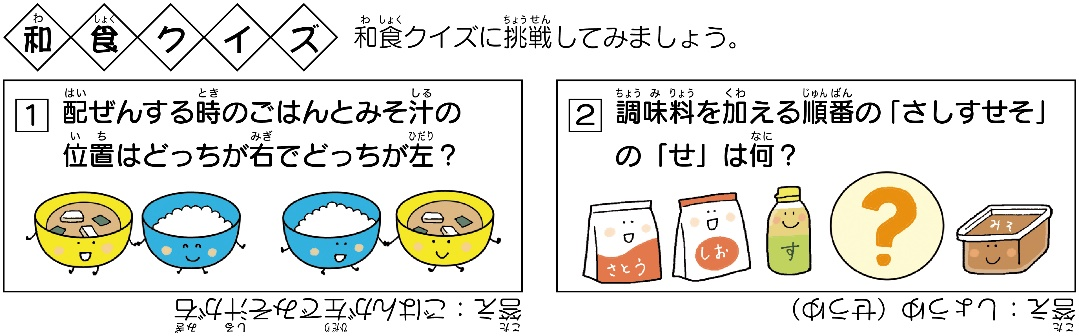 和食クイズ
和食クイズに挑戦してみましょう。
1 配ぜんする時のごはんとみそ汁の
位置はどっちが右でどっちが左？
答え：ごはんが左でみそ汁が右
2 調味料を加える順番の「さしすせそ」
の「せ」は何？
さとう
しお
す
?
みそ
答え：しょうゆ（せうゆ）